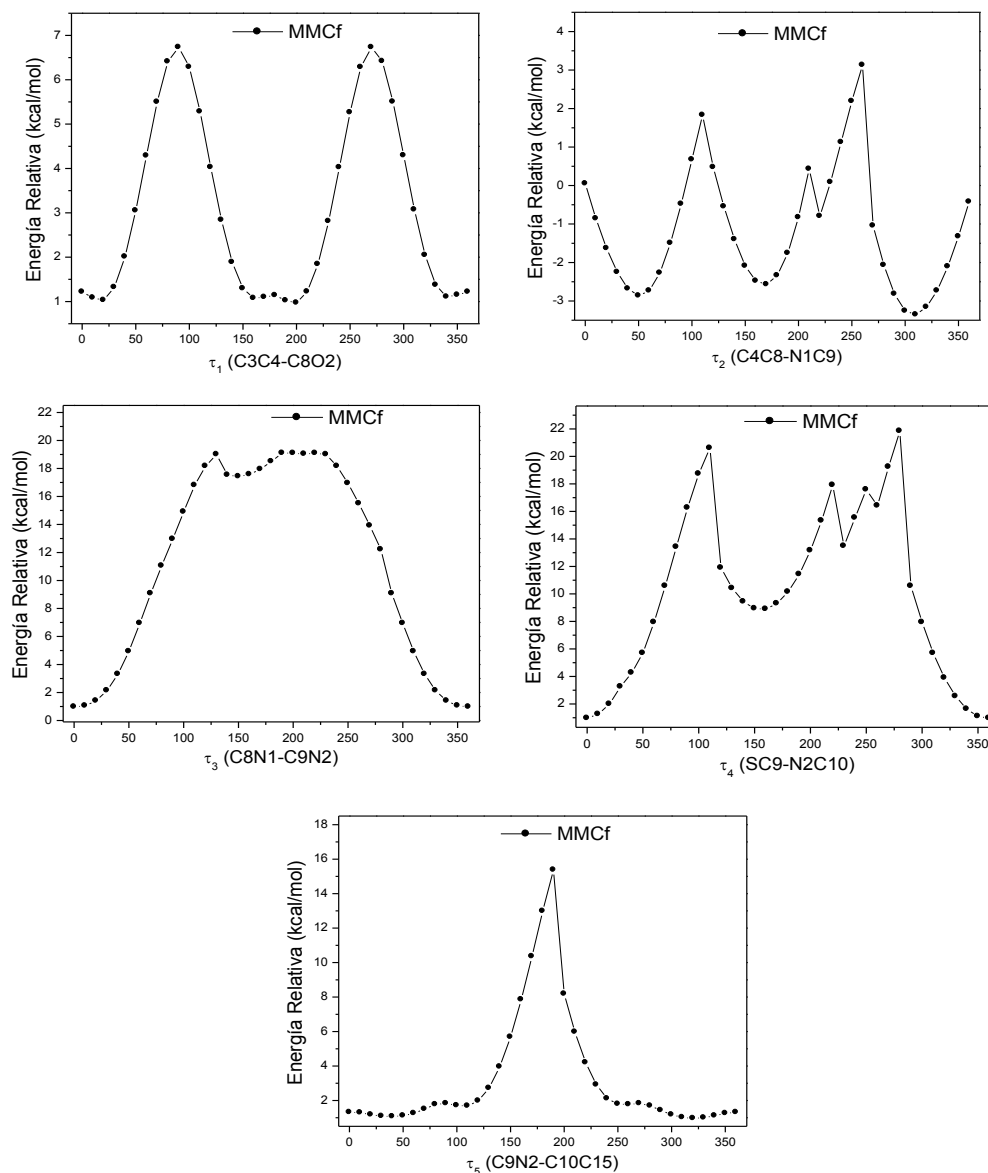 MMCf
Energía Relativa (kcal/mol)
7
6
5
4
3
2
1
0 50 100 150 200 250 300 350
τ₁ (C3C4-C8O2)
MMCf
Energía Relativa (kcal/mol)
4
3
2
1
0
-1
-2
-3
0 50 100 150 200 250 300 350
τ₂ (C4C8-N1C9)
MMCf
Energía Relativa (kcal/mol)
22
20
18
16
14
12
10
8
6
4
2
0
0 50 100 150 200 250 300 350
τ₃ (C8N1-C9N2)
MMCf
Energía Relativa (kcal/mol)
22
20
18
16
14
12
10
8
6
4
2
0 50 100 150 200 250 300 350
τ₄ (SC9-N2C10)
MMCf
Energía Relativa (kcal/mol)
18
16
14
12
10
8
6
4
2
0 50 100 150 200 250 300 350
τ₅ (C9N2-C10C15)